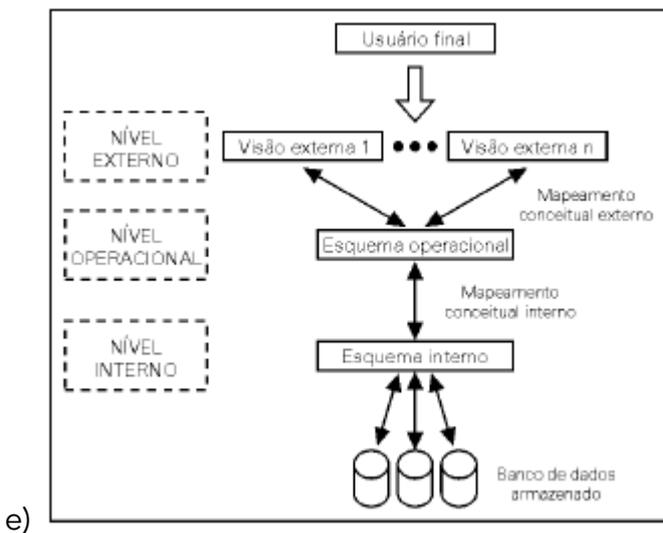 Usuário final
NÍVEL
EXTERNO
Visão externa 1
Visão externa n
Mapeamento
conceitual externo
NÍVEL
OPERACIONAL
Esquema operacional
Mapeamento
conceitual interno
NÍVEL
INTERNO
Esquema interno
Banco de dados
armazenado
e)